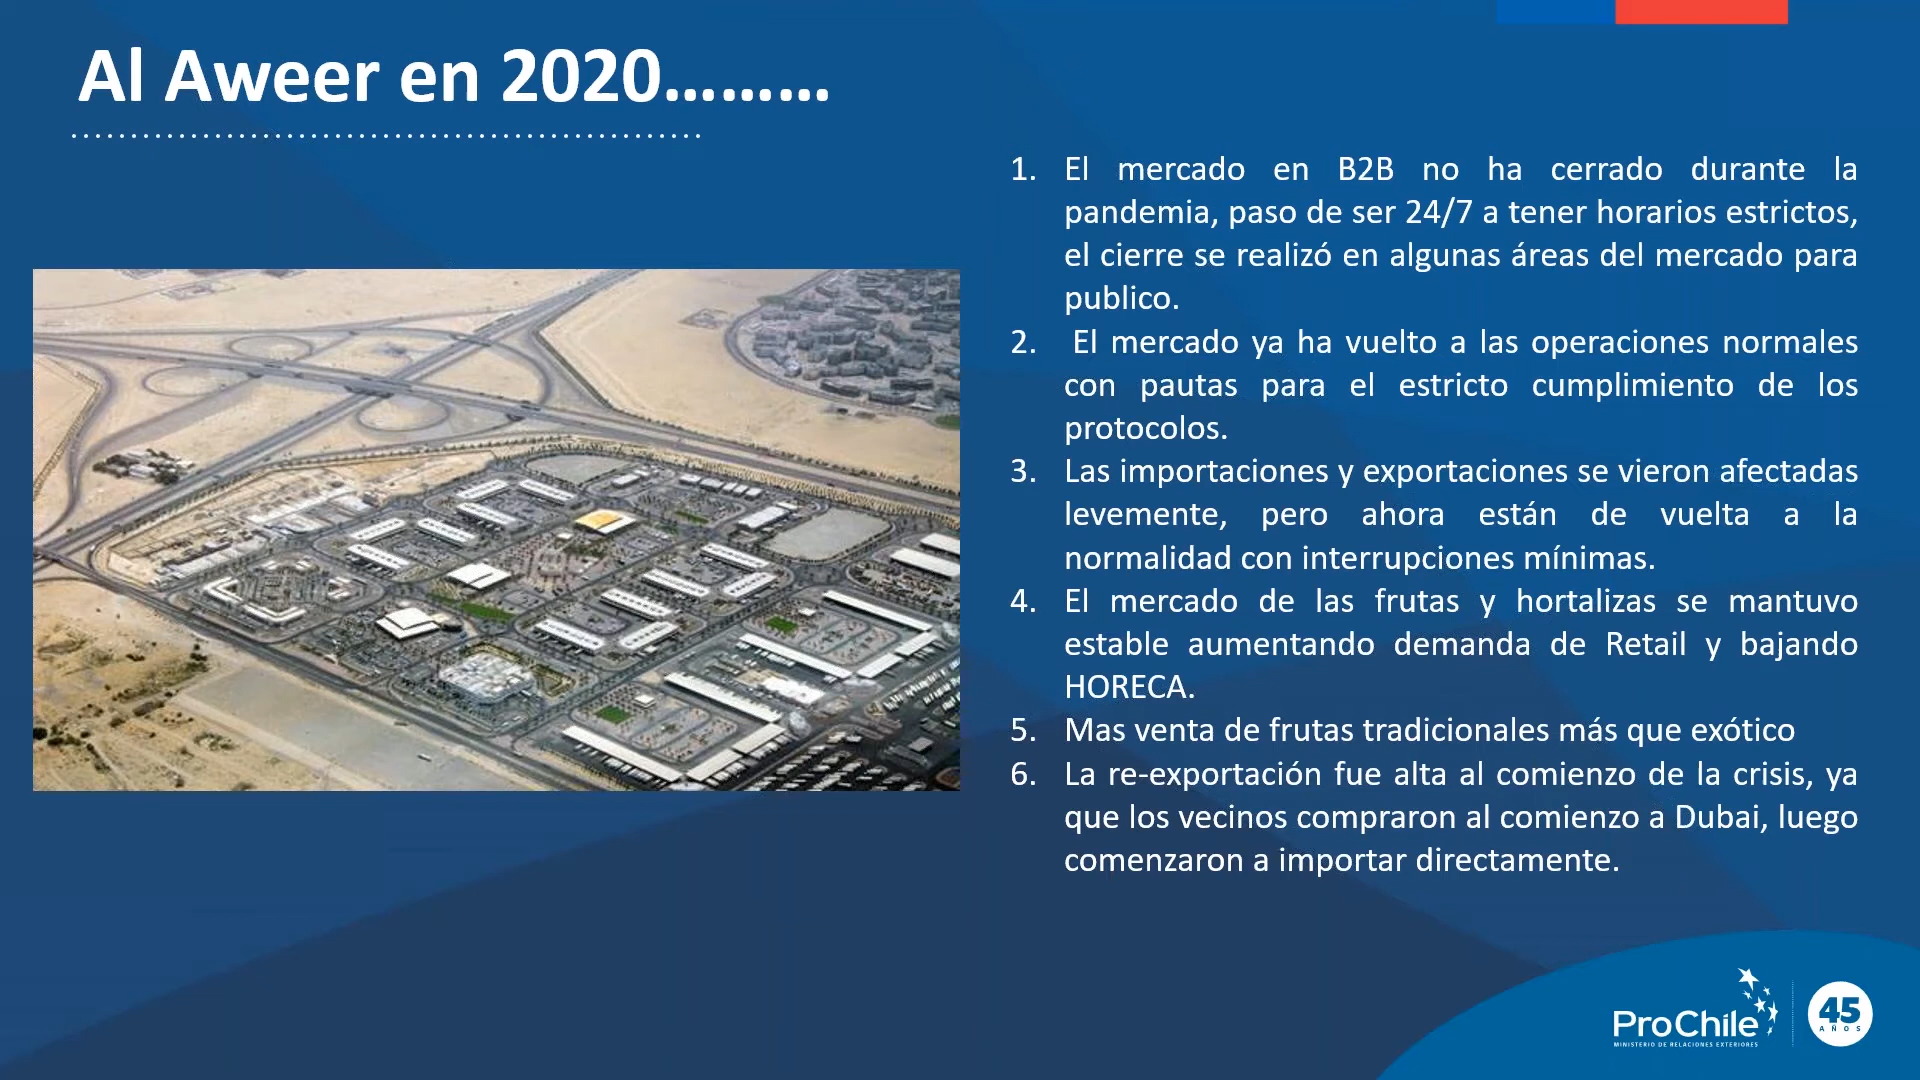 Al Aweer en 2020………
1. El mercado en B2B no ha cerrado durante la
pandemia, paso de ser 24/7 a tener horarios estrictos,
el cierre se realizó en algunas áreas del mercado para
publico.
2. El mercado ya ha vuelto a las operaciones normales
con pautas para el estricto cumplimiento de los
protocolos.
3. Las importaciones y exportaciones se vieron afectadas
levemente, pero ahora están de vuelta a la
normalidad con interrupciones mínimas.
4. El mercado de las frutas y hortalizas se mantuvo
estable aumentando demanda de Retail y bajando
HORECA.
5. Mas venta de frutas tradicionales más que exótico
6. La re-exportación fue alta al comienzo de la crisis, ya
que los vecinos compraron al comienzo a Dubai, luego
comenzaron a importar directamente.
ProChile
MINISTERIO DE RELACIONES EXTERIORES
45
AÑOS